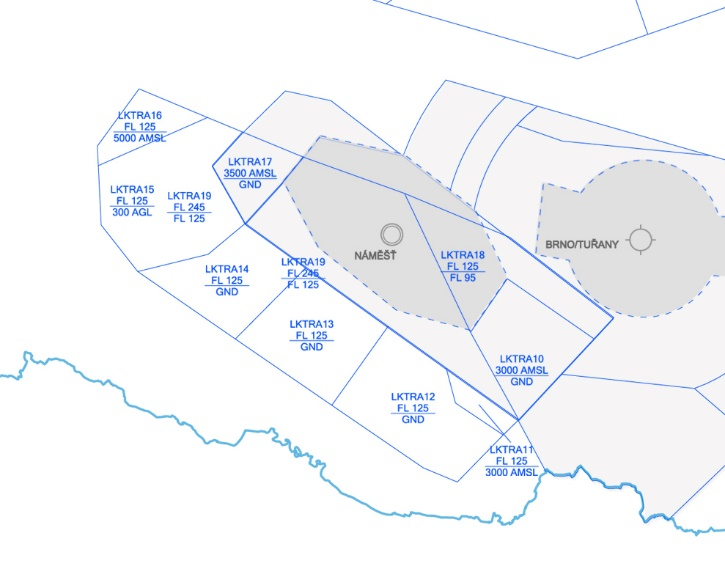 LKTRA16
FL 125
5000 AMSL
LKTRA17
3500 AMSL
GND
LKTRA15
FL 125
300 AGL
LKTRA19
FL 245
FL 125
NÁMĚŠŤ
BRNO/TUŘANY
LKTRA18
FL 125
FL 95
LKTRA14
FL 125
GND
LKTRA19
FL 245
FL 125
LKTRA13
FL 125
GND
LKTRA10
3000 AMSL
GND
LKTRA12
FL 125
GND
LKTRA11
FL 125
3000 AMSL